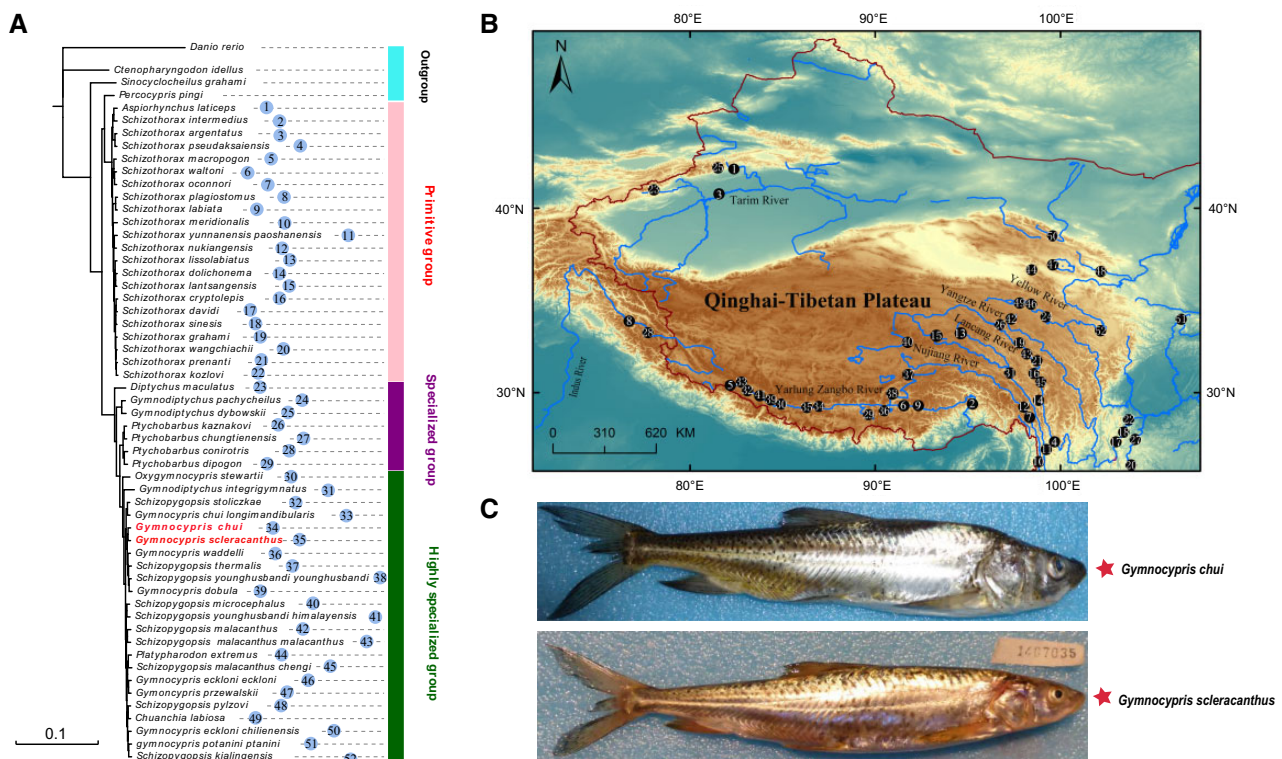 A
Danio rerio
Ctenopharyngodon idellus
Sinocyclocheilus grahami
Percocypris pingi
Aspiorhynchus laticeps 1
Schizothorax intermedius 2
Schizothorax argentatus 3
Schizothorax pseudaksaiensis 4
Schizothorax macropogon 5
Schizothorax waltoni 6
Schizothorax oconnori 7
Schizothorax plagiostomus 8
Schizothorax labiata 9
Schizothorax meridionalis 10
Schizothorax yunnanensis paoshanensis 11
Schizothorax nukiangensis 12
Schizothorax lissolabiatus 13
Schizothorax dolichonema 14
Schizothorax lantsangensis 15
Schizothorax cryptolepis 16
Schizothorax davidi 17
Schizothorax sinesis 18
Schizothorax grahami 19
Schizothorax wangchiachii 20
Schizothorax prenanti 21
Schizothorax kozlovi 22
Diptychus maculatus 23
Gymnodiptychus pachycheilus 24
Gymnodiptychus dybowskii 25
Ptychobarbus kaznakovi 26
Ptychobarbus chungtienensis 27
Ptychobarbus conirotris 28
Ptychobarbus dipogon 29
Oxygymnocypris stewartii 30
Gymnodiptychus integrigymnatus 31
Schizopygopsis stoliczkae 32
Gymnocypris chui longimandibularis 33
Gymnocypris chui 34
Gymnocypris scleracanthus 35
Gymnocypris waddelli 36
Schizopygopsis thermalis 37
Schizopygopsis younghusbandi younghusbandi 38
Gymnocypris dobula 39
Schizopygopsis microcephalus 40
Schizopygopsis younghusbandi himalayensis 41
Schizopygopsis malacanthus 42
Schizopygopsis malacanthus malacanthus 43
Platypharodon extremus 44
Schizopygopsis malacanthus chengi 45
Gymnocypris eckloni eckloni 46
Gymoncypris przewalskii 47
Schizopygopsis pylzovi 48
Chuanchia labiosa 49
Gymnocypris eckloni chilienensis 50
gymnocypris potanini ptanini 51
Schizopygopsis kialingensis 52
0.1
Outgroup
Primitive group
Specialized group
Highly specialized group
B
80°E 90°E 100°E
N
40°N 40°N
30°N 30°N
Tarim River
Qinghai-Tibetan Plateau
Yellow River
Yangtze River
Lancang River
Nujiang River
Yarlung Zangbo River
Indus River
0 310 620 KM
80°E 90°E 100°E
C
Gymnocypris chui
1487035
Gymnocypris scleracanthus